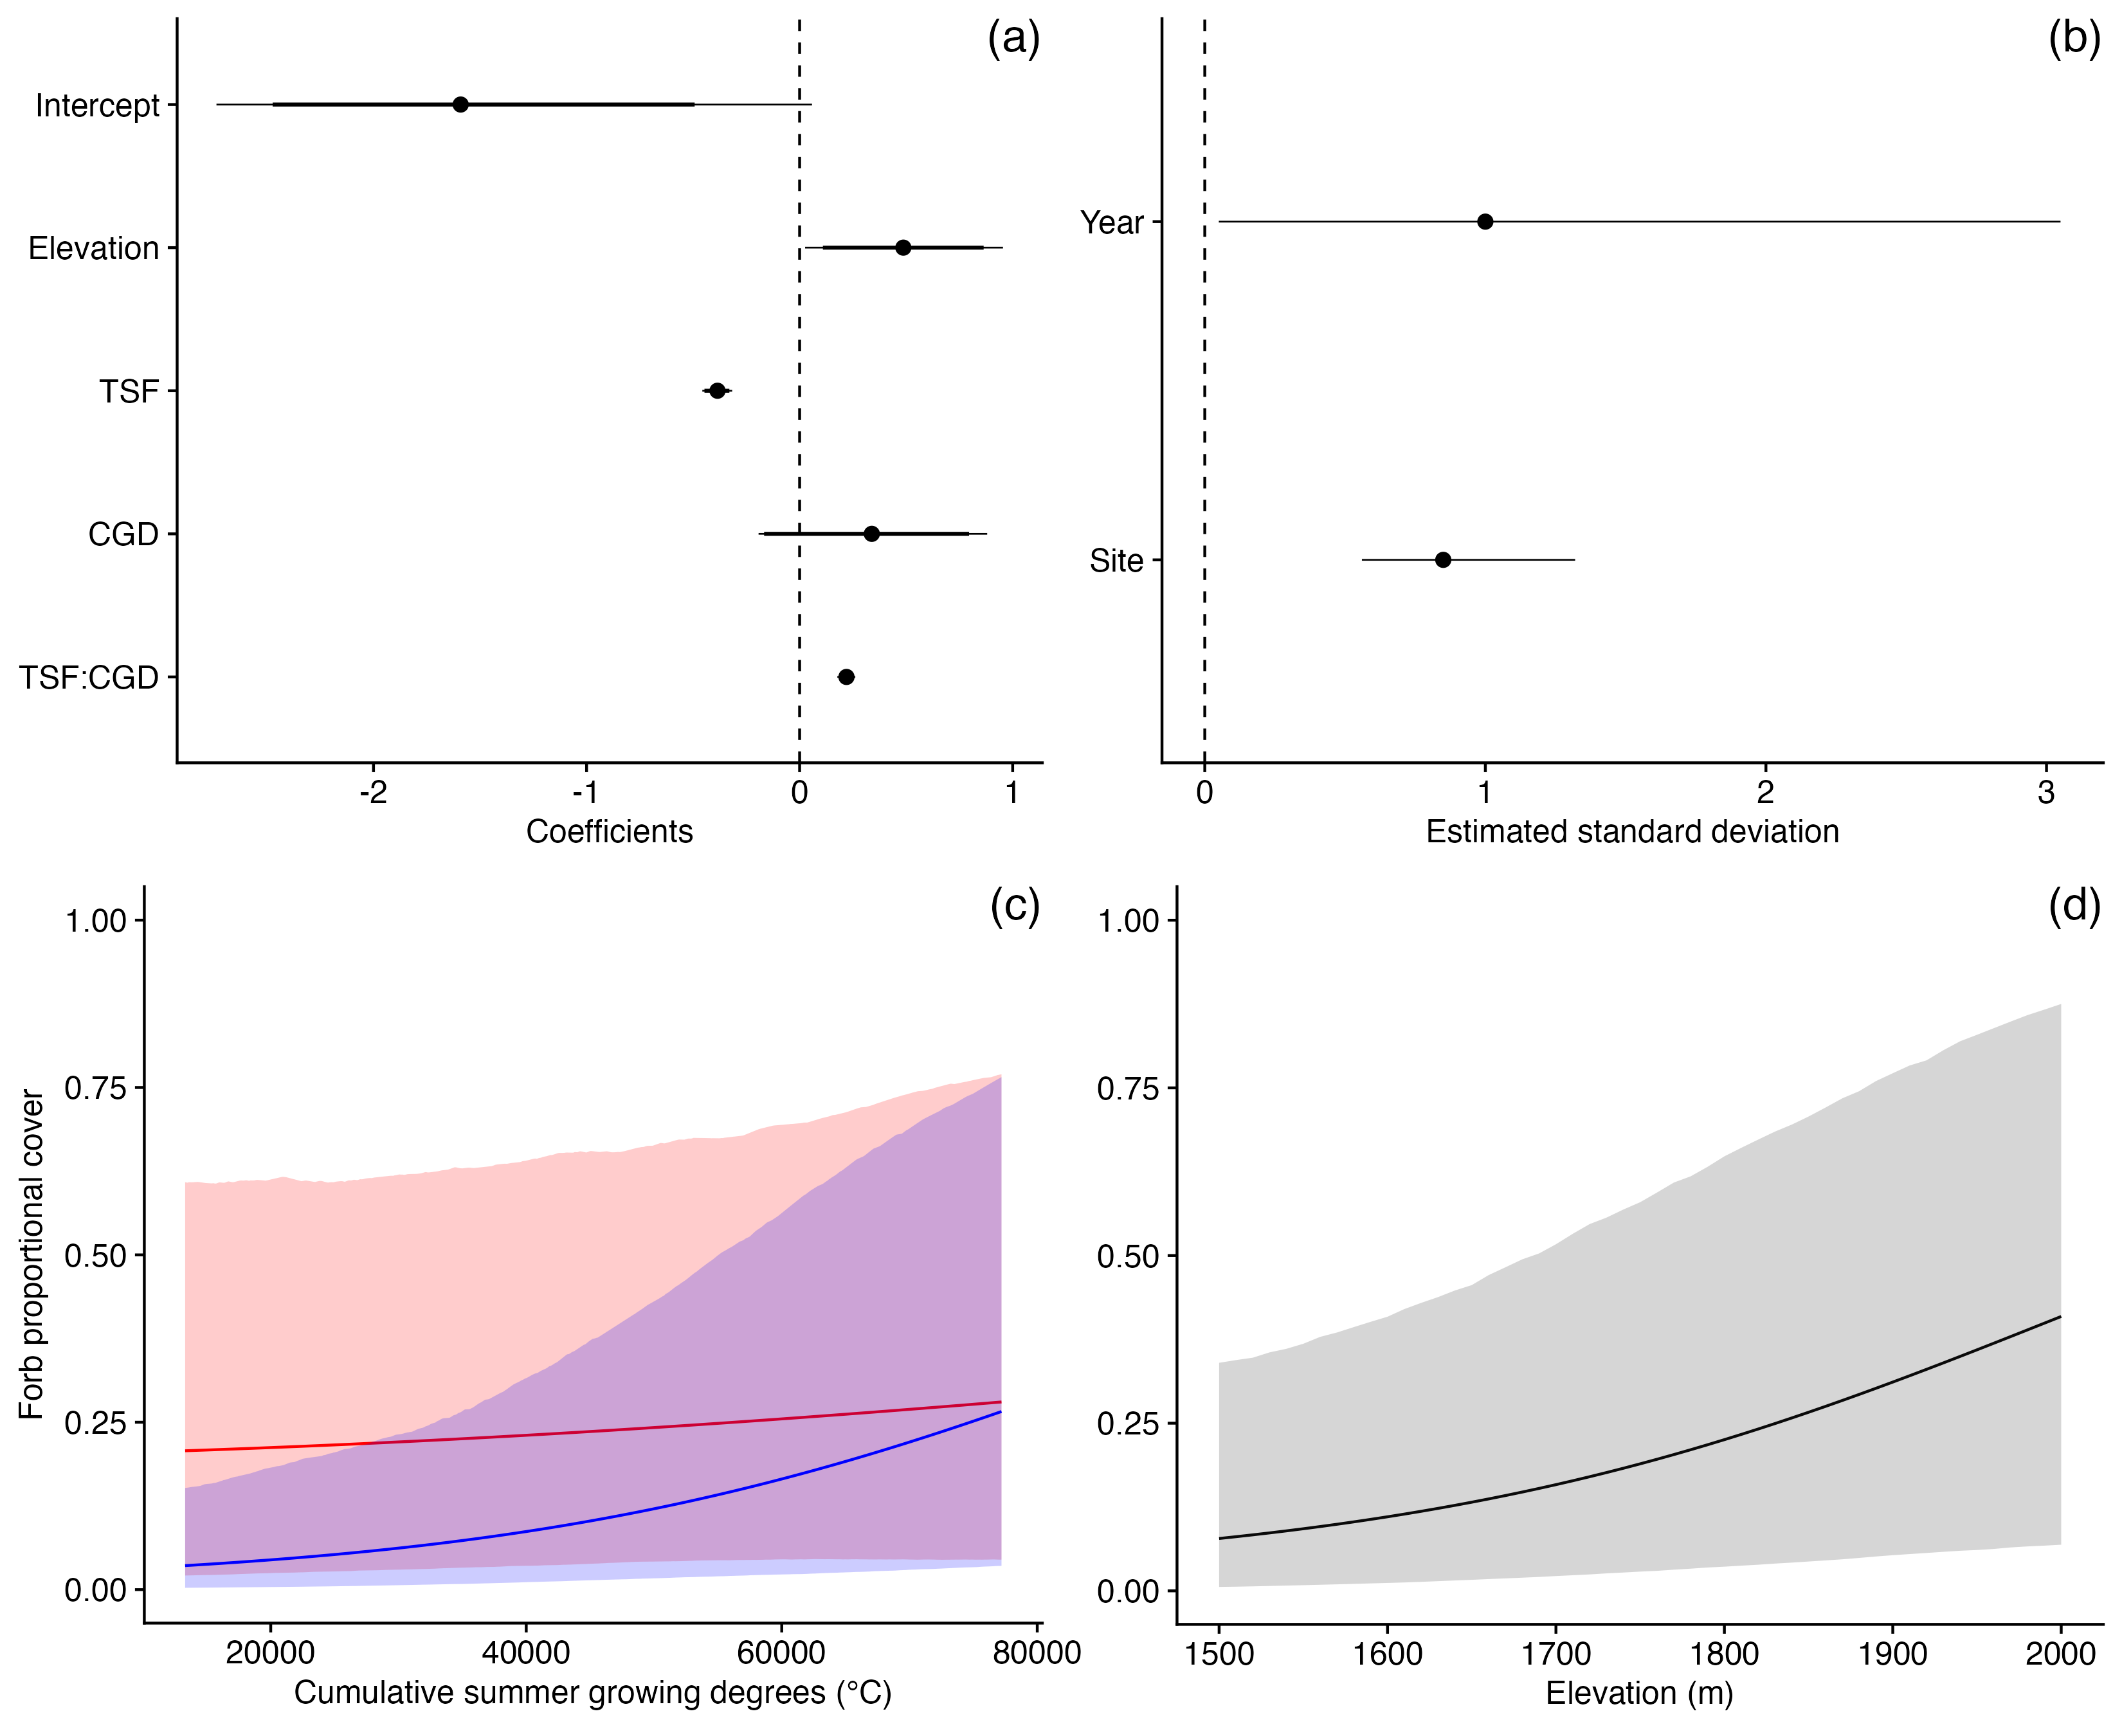 (a)
Intercept
Elevation
TSF
CGD
TSF:CGD
-2 -1 0 1
Coefficients
(b)
Year
Site
0 1 2 3
Estimated standard deviation
(c)
Forb proportional cover
1.00
0.75
0.50
0.25
0.00
20000 40000 60000 80000
Cumulative summer growing degrees (°C)
(d)
1.00
0.75
0.50
0.25
0.00
1500 1600 1700 1800 1900 2000
Elevation (m)